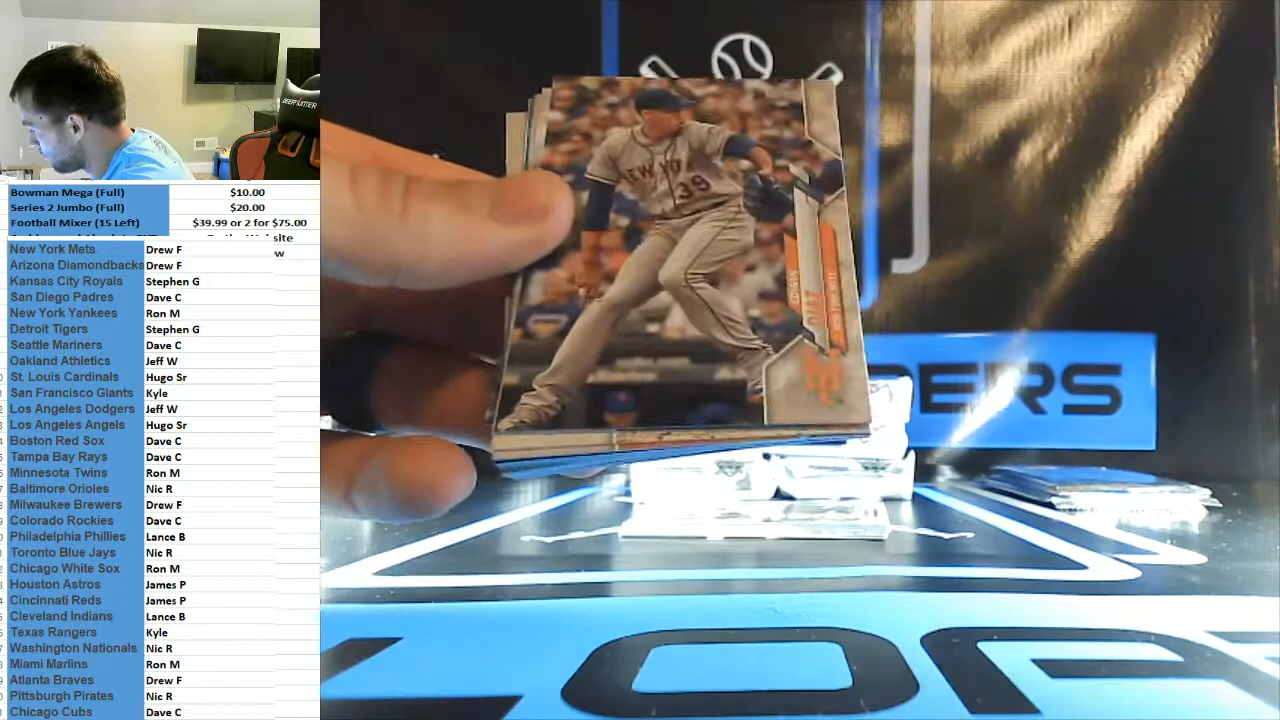 Bowman Mega (Full) $10.00
Series 2 Jumbo (Full) $20.00
Football Mixer (15 Left) $39.99 or 2 for $75.00
New York Mets Drew F
Arizona Diamondbacks Drew F
Kansas City Royals Stephen G
San Diego Padres Dave C
New York Yankees Ron M
Detroit Tigers Stephen G
Seattle Mariners Dave C
Oakland Athletics Jeff W
St. Louis Cardinals Hugo Sr
San Francisco Giants Kyle
Los Angeles Dodgers Jeff W
Los Angeles Angels Hugo Sr
Boston Red Sox Dave C
Tampa Bay Rays Dave C
Minnesota Twins Ron M
Baltimore Orioles Nic R
Milwaukee Brewers Drew F
Colorado Rockies Dave C
Philadelphia Phillies Lance B
Toronto Blue Jays Nic R
Chicago White Sox Ron M
Houston Astros James P
Cincinnati Reds James P
Cleveland Indians Lance B
Texas Rangers Kyle
Washington Nationals Nic R
Miami Marlins Ron M
Atlanta Braves Drew F
Pittsburgh Pirates Nic R
Chicago Cubs Dave C
NEW YORK
39
EDWIN
DÍAZ